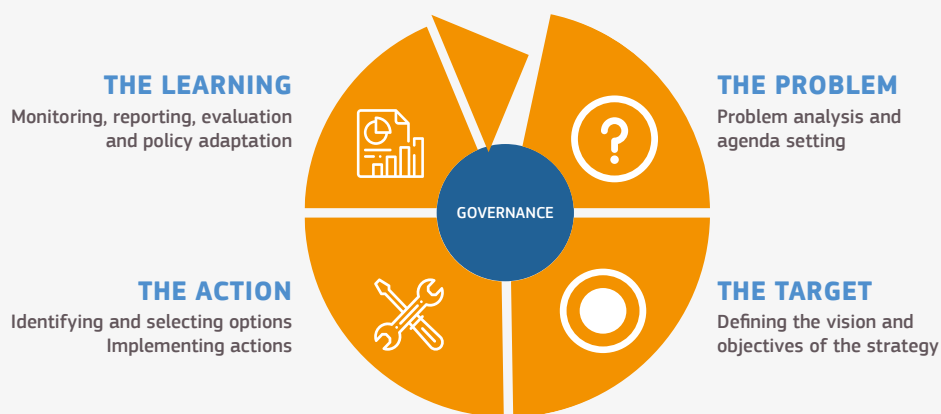 THE LEARNING
Monitoring, reporting, evaluation
and policy adaptation
THE PROBLEM
Problem analysis and
agenda setting
GOVERNANCE
THE ACTION
Identifying and selecting options
Implementing actions
THE TARGET
Defining the vision and
objectives of the strategy